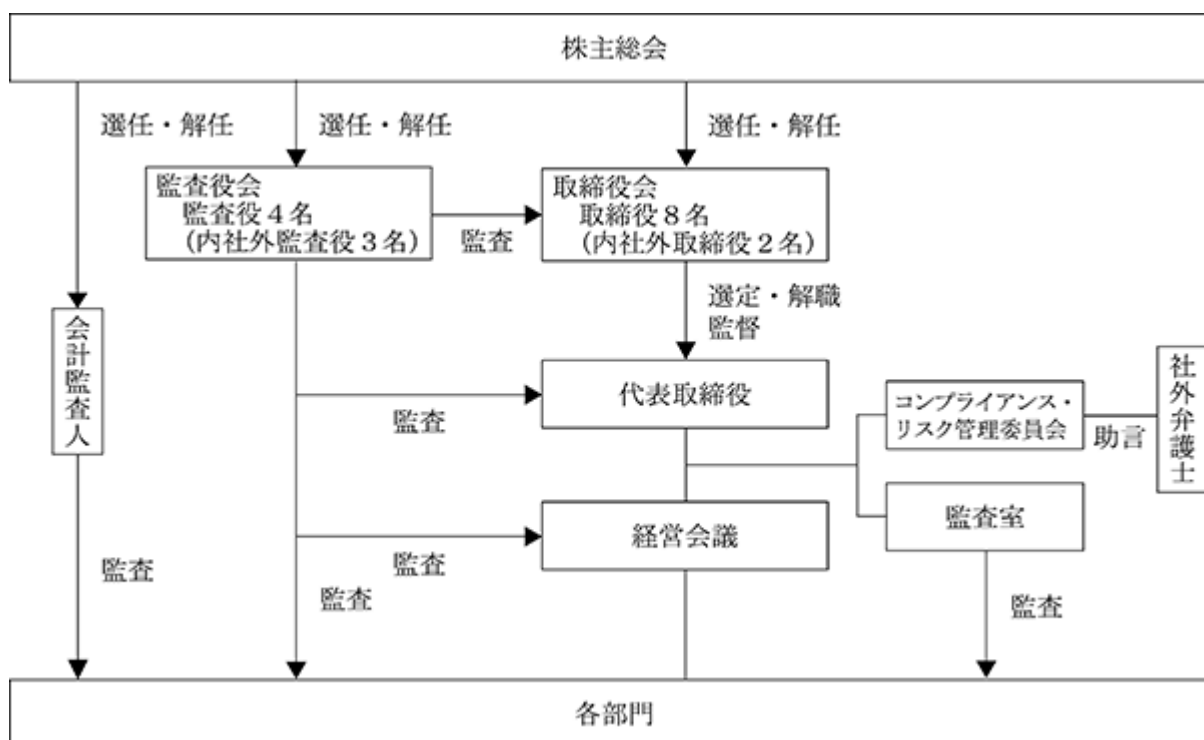 株主総会
選任・解任
選任・解任
選任・解任
監査役会
監査役4名
(内社外監査役3名)
監査
取締役会
取締役8名
(内社外取締役2名)
選定・解職
監督
会計監査人
代表取締役
監査
コンプライアンス・
リスク管理委員会
助言
社外弁護士
経営会議
監査
監査室
監査
監査
監査
各部門